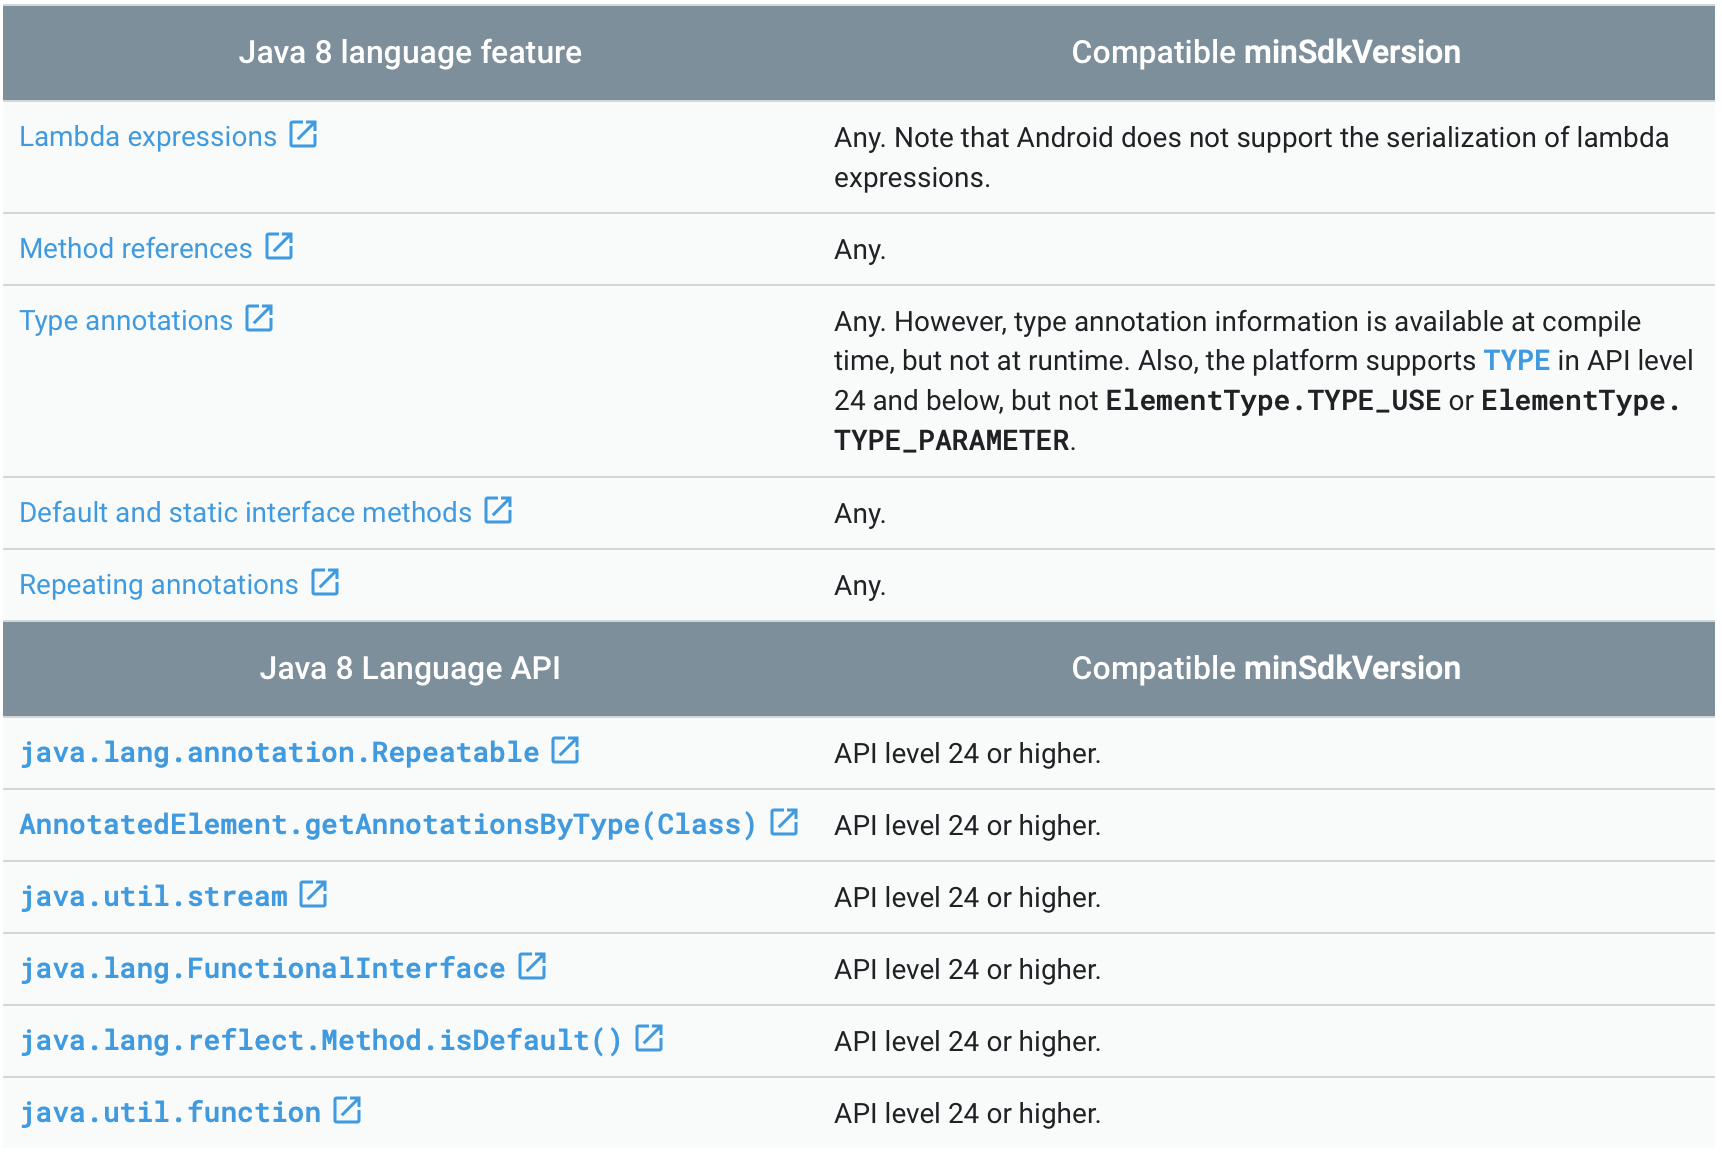 Java 8 language feature
Compatible minSdkVersion
Lambda expressions
Any. Note that Android does not support the serialization of lambda
expressions.
Method references
Any.
Type annotations
Any. However, type annotation information is available at compile
time, but not at runtime. Also, the platform supports TYPE in API level
24 and below, but not ElementType.TYPE_USE or ElementType.
TYPE_PARAMETER.
Default and static interface methods
Any.
Repeating annotations
Any.
Java 8 Language API
Compatible minSdkVersion
java.lang.annotation.Repeatable
API level 24 or higher.
AnnotatedElement.getAnnotationsByType(Class)
API level 24 or higher.
java.util.stream
API level 24 or higher.
java.lang.FunctionalInterface
API level 24 or higher.
java.lang.reflect.Method.isDefault()
API level 24 or higher.
java.util.function
API level 24 or higher.